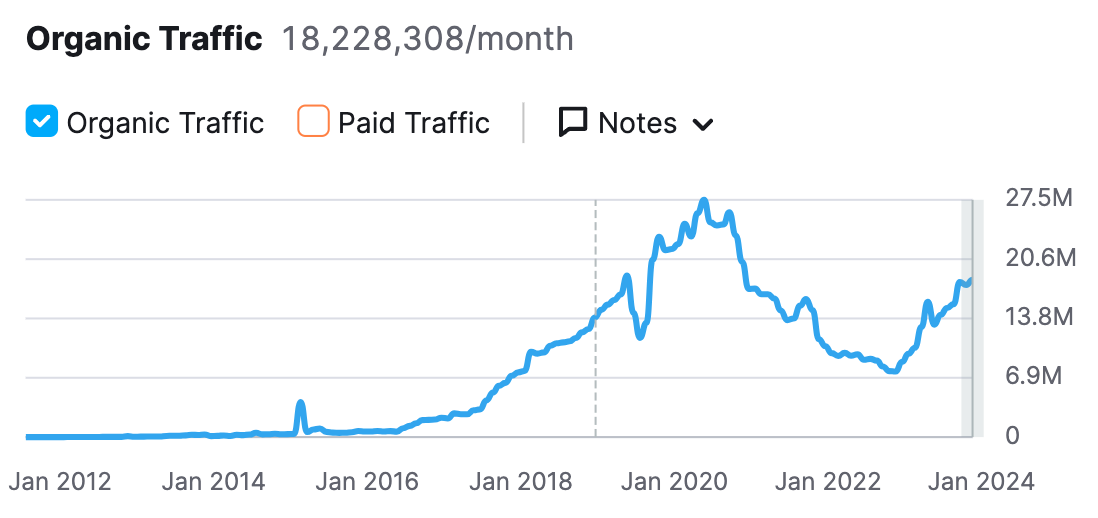 Organic Traffic 18,228,308/month
Organic Traffic Paid Traffic Notes
27.5M
20.6M
13.8M
6.9M
0
Jan 2012 Jan 2014 Jan 2016 Jan 2018 Jan 2020 Jan 2022 Jan 2024